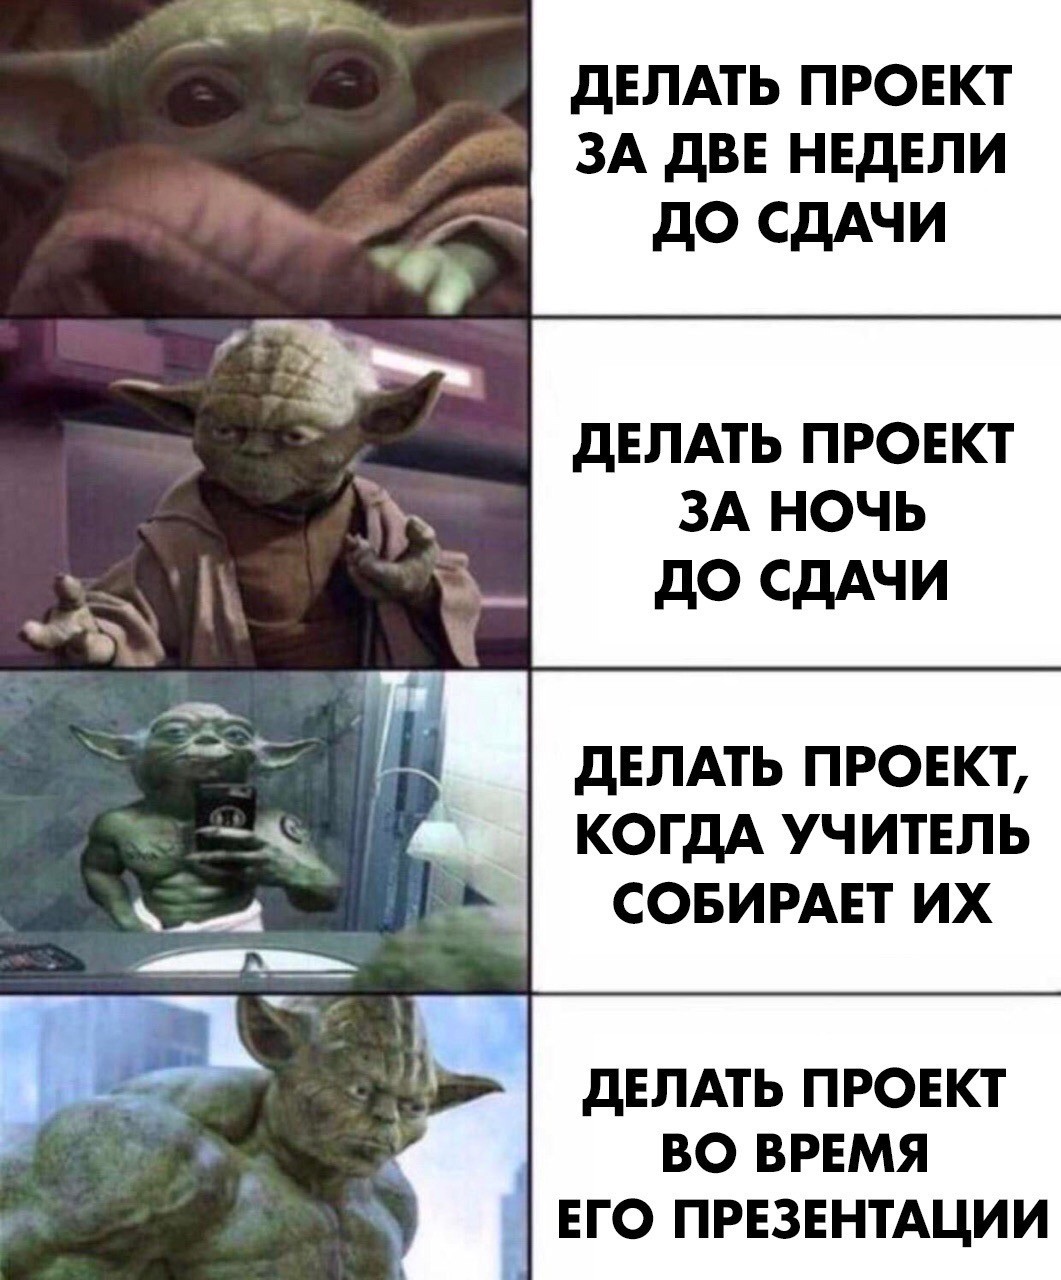 ДЕЛАТЬ ПРОЕКТ
ЗА ДВЕ НЕДЕЛИ
ДО СДАЧИ
ДЕЛАТЬ ПРОЕКТ
ЗА НОЧЬ
ДО СДАЧИ
ДЕЛАТЬ ПРОЕКТ,
КОГДА УЧИТЕЛЬ
СОБИРАЕТ ИХ
ДЕЛАТЬ ПРОЕКТ
ВО ВРЕМЯ
ЕГО ПРЕЗЕНТАЦИИ